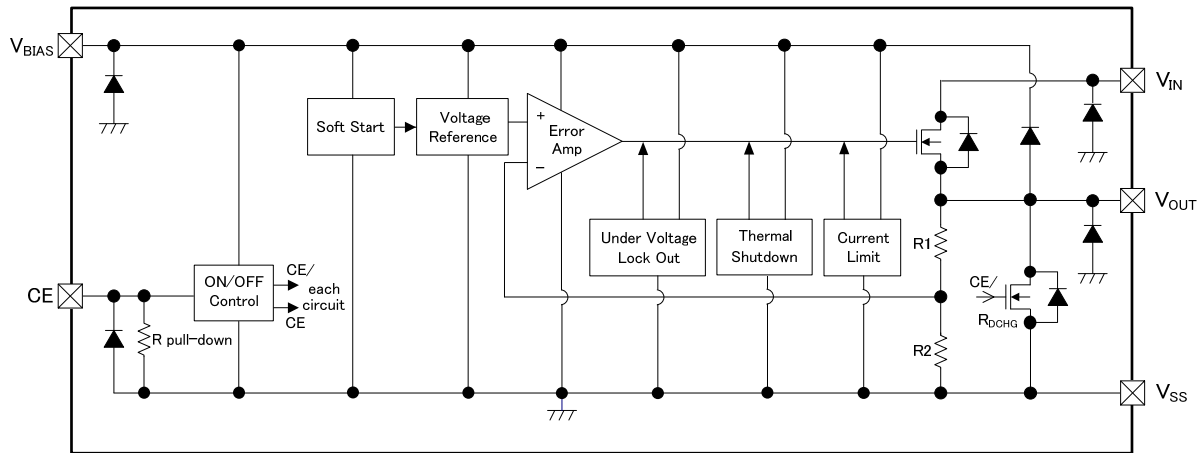 VBIAS
VIN
Soft Start
Voltage
Reference
+
Error
Amp
−
VOUT
Under Voltage
Lock Out
Thermal
Shutdown
Current
Limit
R1
CE
ON/OFF
Control
CE/
each
circuit
CE
CE/
RDCHG
R pull-down
R2
VSS